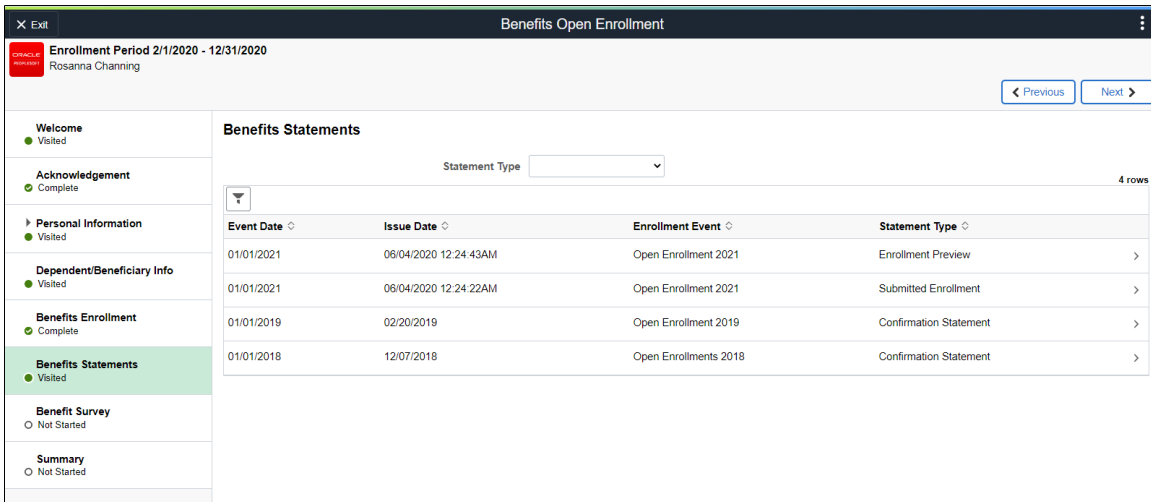 Exit
Benefits Open Enrollment
ORACLE
PEOPLESOFT
Enrollment Period 2/1/2020 - 12/31/2020
Rosanna Channing
Previous
Next
Welcome
Visited
Acknowledgement
Complete
Personal Information
Visited
Dependent/Beneficiary Info
Visited
Benefits Enrollment
Complete
Benefits Statements
Visited
Benefit Survey
Not Started
Summary
Not Started
Benefits Statements
Statement Type
4 rows
Event Date Issue Date Enrollment Event Statement Type
01/01/2021 06/04/2020 12:24:43AM Open Enrollment 2021 Enrollment Preview
01/01/2021 06/04/2020 12:24:22AM Open Enrollment 2021 Submitted Enrollment
01/01/2019 02/20/2019 Open Enrollment 2019 Confirmation Statement
01/01/2018 12/07/2018 Open Enrollments 2018 Confirmation Statement